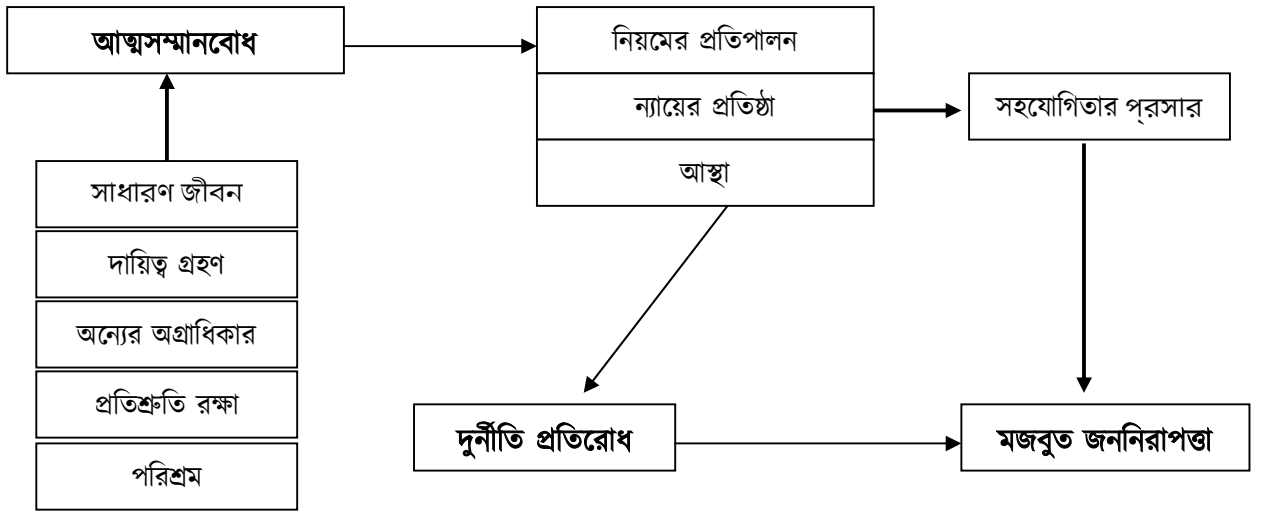 আত্মসম্মানবোধ
নিয়মের প্রতিপালন
ন্যায়ের প্রতিষ্ঠা
আস্থা
সহযোগিতার প্‌রসার
সাধারণ জীবন
দায়িত্ব গ্রহণ
অন্যের অগ্রাধিকার
প্রতিশ্রুতি রক্ষা
পরিশ্রম
দুর্নীতি প্রতিরোধ
মজবুত জননিরাপত্তা